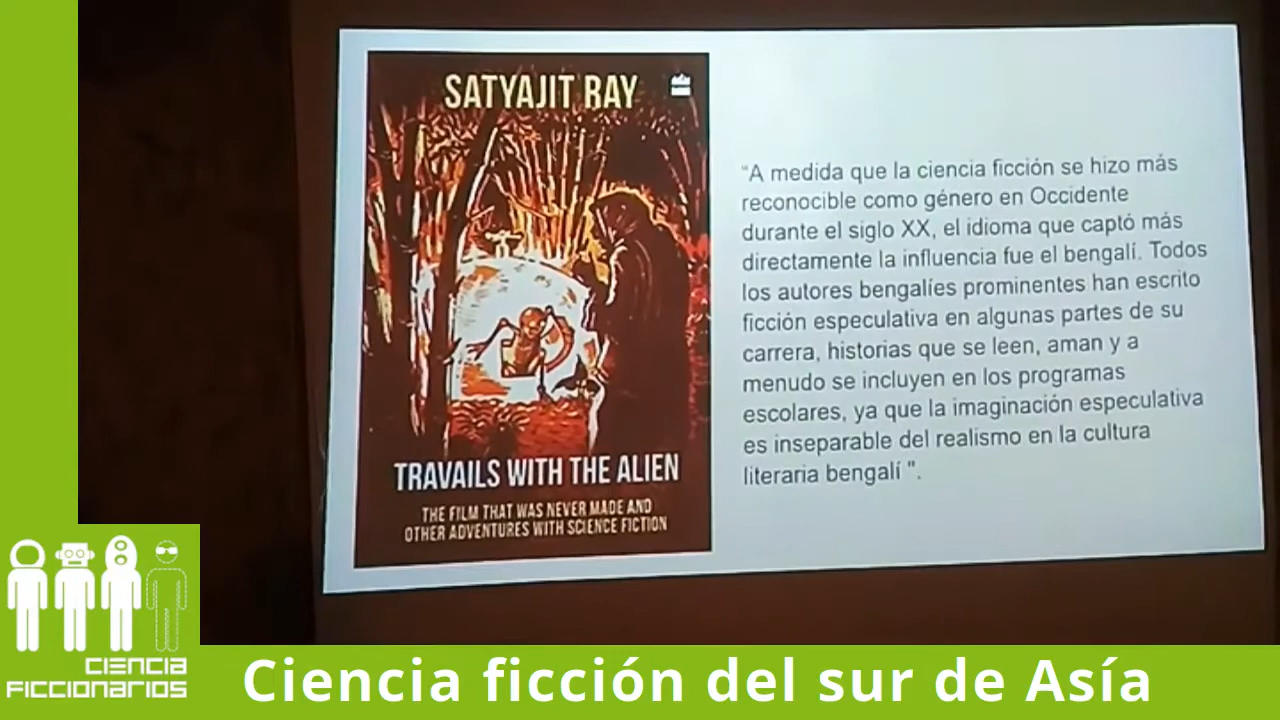 SATYAJIT RAY
TRAVAILS WITH THE ALIEN
THE FILM THAT WAS NEVER MADE AND
OTHER ADVENTURES WITH SCIENCE FICTION
“A medida que la ciencia ficción se hizo más
reconocible como género en Occidente
durante el siglo XX, el idioma que captó más
directamente la influencia fue el bengalí. Todos
los autores bengalíes prominentes han escrito
ficción especulativa en algunas partes de su
carrera, historias que se leen, aman y a
menudo se incluyen en los programas
escolares, ya que la imaginación especulativa
es inseparable del realismo en la cultura
literaria bengalí ”.
CIENCIA
FICCIONARIOS
Ciencia ficción del sur de Asía